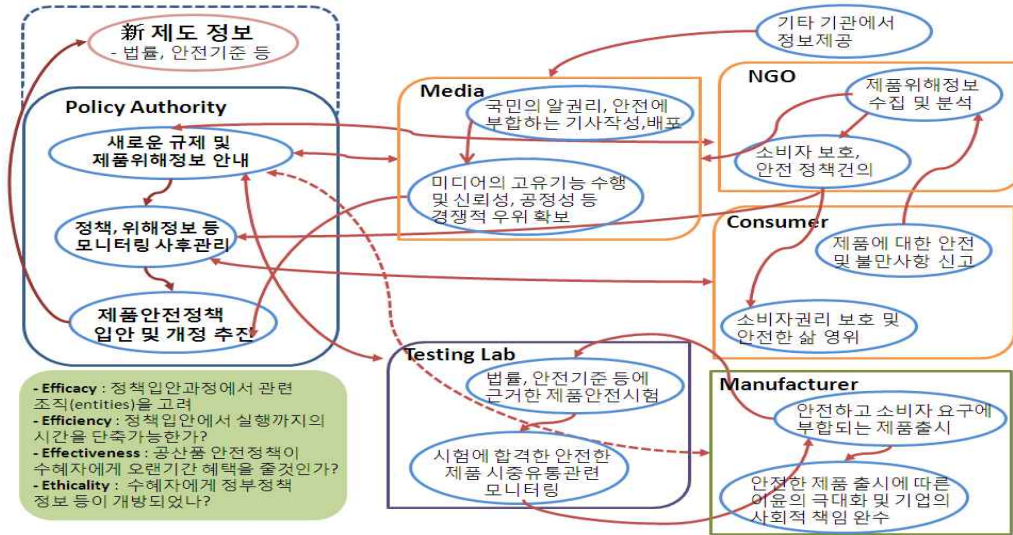 新 제도 정보
- 법률, 안전기준 등
Policy Authority
새로운 규제 및
제품위해정보 안내
정책, 위해정보 등
모니터링 사후관리
제품안전정책
입안 및 개정 추진
- Efficacy : 정책입안과정에서 관련
조직(entities)을 고려
- Efficiency : 정책입안에서 실행까지의
시간을 단축가능한가?
- Effectiveness : 공산품 안전정책이
수혜자에게 오랜기간 혜택을 줄것인가?
- Ethicality : 수혜자에게 정부정책
정보 등이 개방되었나?
Media
국민의 알권리, 안전에
부합하는 기사작성,배포
미디어의 고유기능 수행
및 신뢰성, 공정성 등
경쟁적 우위 확보
Testing Lab
법률, 안전기준 등에
근거한 제품안전시험
시험에 합격한 안전한
제품 시중유통관련
모니터링
기타 기관에서
정보제공
NGO
제품위해정보
수집 및 분석
소비자 보호,
안전 정책건의
Consumer
제품에 대한 안전
및 불만사항 신고
소비자권리 보호 및
안전한 삶 영위
Manufacturer
안전하고 소비자 요구에
부합되는 제품출시
안전한 제품 출시에 따른
이윤의 극대화 및 기업의
사회적 책임 완수